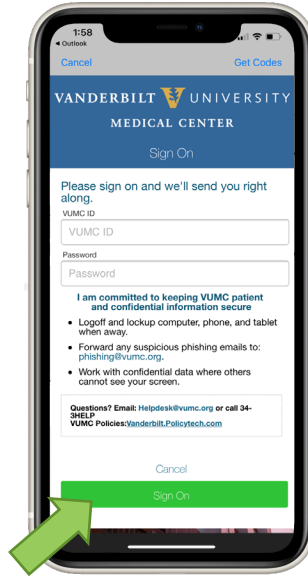 1:58
◀ Outlook
Cancel Get Codes
VANDERBILT V UNIVERSITY
MEDICAL CENTER
Sign On
Please sign on and we'll send you right
along.
VUMC ID
VUMC ID
Password
Password
I am committed to keeping VUMC patient
and confidential information secure
• Logoff and lockup computer, phone, and tablet
when away.
• Forward any suspicious phishing emails to:
phishing@vumc.org.
• Work with confidential data where others
cannot see your screen.
Questions? Email: Helpdesk@vumc.org or call 34-
3HELP
VUMC Policies:Vanderbilt.Policytech.com
Cancel
Sign On